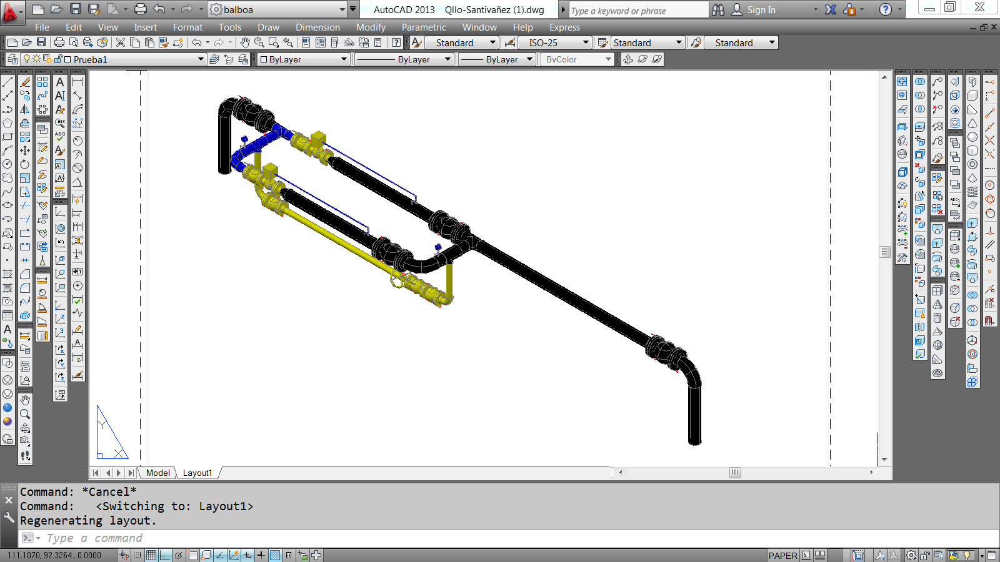 balboa
AutoCAD 2013 Qllo-Santivañez (1).dwg
Type a keyword or phrase
Sign In
File Edit View Insert Format Tools Draw Dimension Modify Parametric Window Help Express
Standard ISO-25 Standard Standard
Prueba1 ByLayer ByLayer ByLayer ByColor
Y
X
Model Layout1
Command: *Cancel*
Command: <Switching to: Layout1>
Regenerating layout.
Type a command
111.1070, 92.3264, 0.0000
PAPER